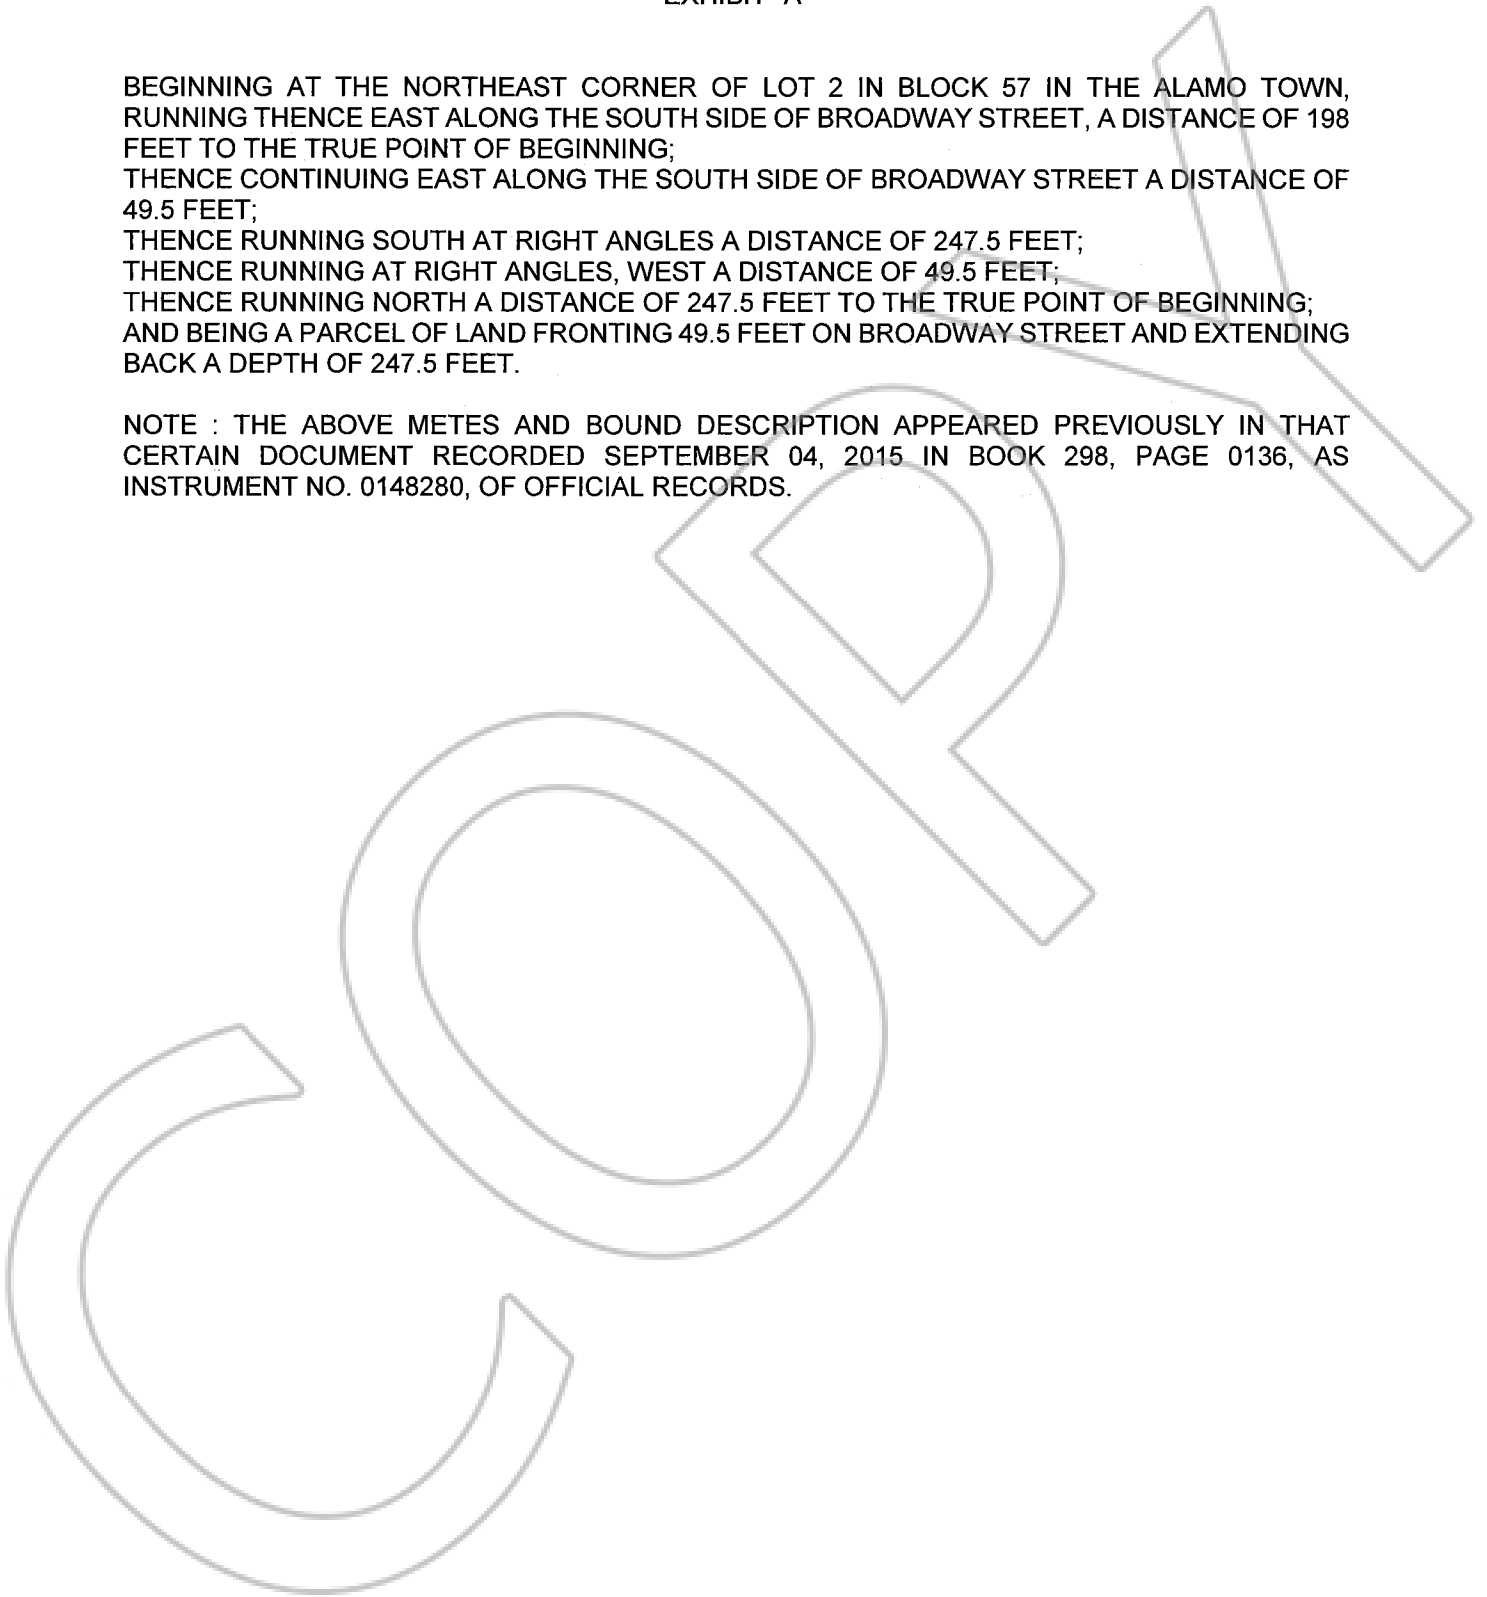 EXHIBIT "A"
BEGINNING AT THE NORTHEAST CORNER OF LOT 2 IN BLOCK 57 IN THE ALAMO TOWN,
RUNNING THENCE EAST ALONG THE SOUTH SIDE OF BROADWAY STREET, A DISTANCE OF 198
FEET TO THE TRUE POINT OF BEGINNING;
THENCE CONTINUING EAST ALONG THE SOUTH SIDE OF BROADWAY STREET A DISTANCE OF
49.5 FEET;
THENCE RUNNING SOUTH AT RIGHT ANGLES A DISTANCE OF 247.5 FEET;
THENCE RUNNING AT RIGHT ANGLES, WEST A DISTANCE OF 49.5 FEET;
THENCE RUNNING NORTH A DISTANCE OF 247.5 FEET TO THE TRUE POINT OF BEGINNING;
AND BEING A PARCEL OF LAND FRONTING 49.5 FEET ON BROADWAY STREET AND EXTENDING
BACK A DEPTH OF 247.5 FEET.
NOTE : THE ABOVE METES AND BOUND DESCRIPTION APPEARED PREVIOUSLY IN THAT
CERTAIN DOCUMENT RECORDED SEPTEMBER 04, 2015 IN BOOK 298, PAGE 0136, AS
INSTRUMENT NO. 0148280, OF OFFICIAL RECORDS.
COPY